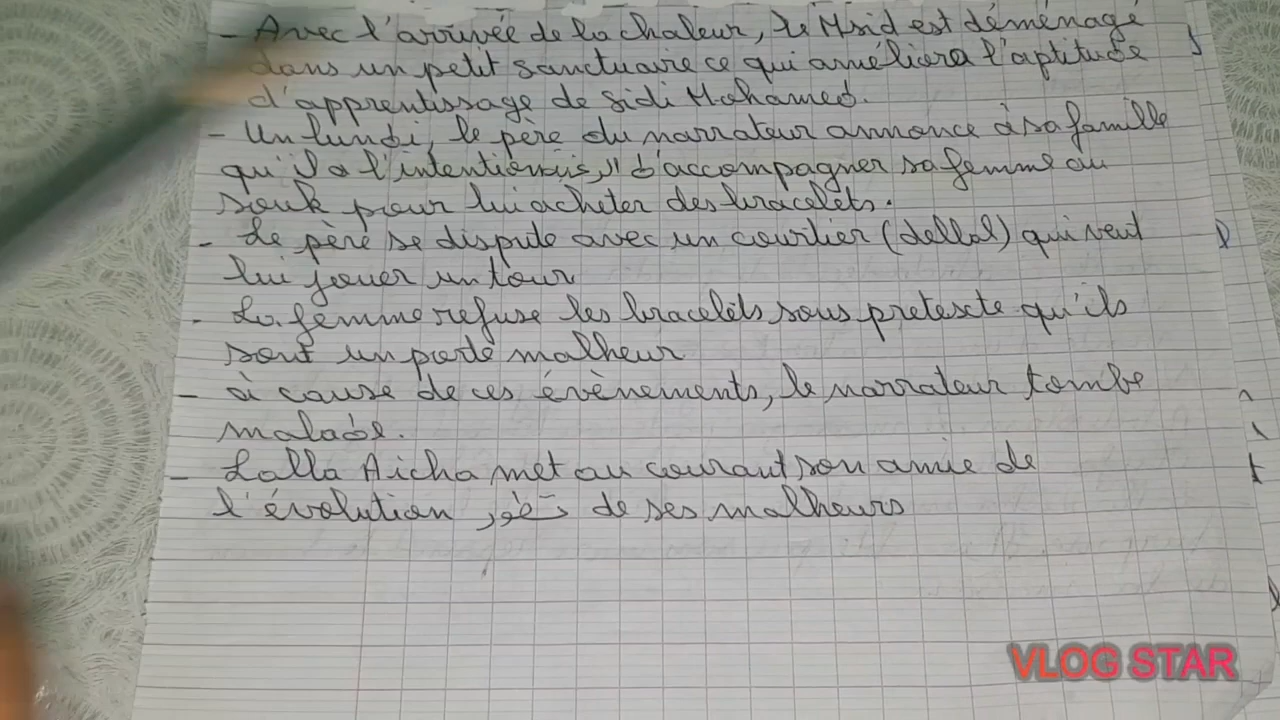 - Avec l'arrivée de la chaleur, le Msid est déménagé
dans un petit sanctuaire ce qui améliora l'aptitude
d'apprentissage de Sidi Mohamed.
- Un lundi, le père du narrateur annonce à sa famille
qu'il a l'intention d'accompagner sa femme au
souk pour lui acheter des bracelets.
- Le père se dispute avec un courtier (dellal) qui veut
lui jouer un tour
- La femme refuse les bracelets sous pretexte qu'ils
sont un porte malheur
- à cause de ces évènements, le narrateur tombe
malade.
- Lalla Aicha met au courant son amie de
l'évolution de ses malheurs
VLOG STAR